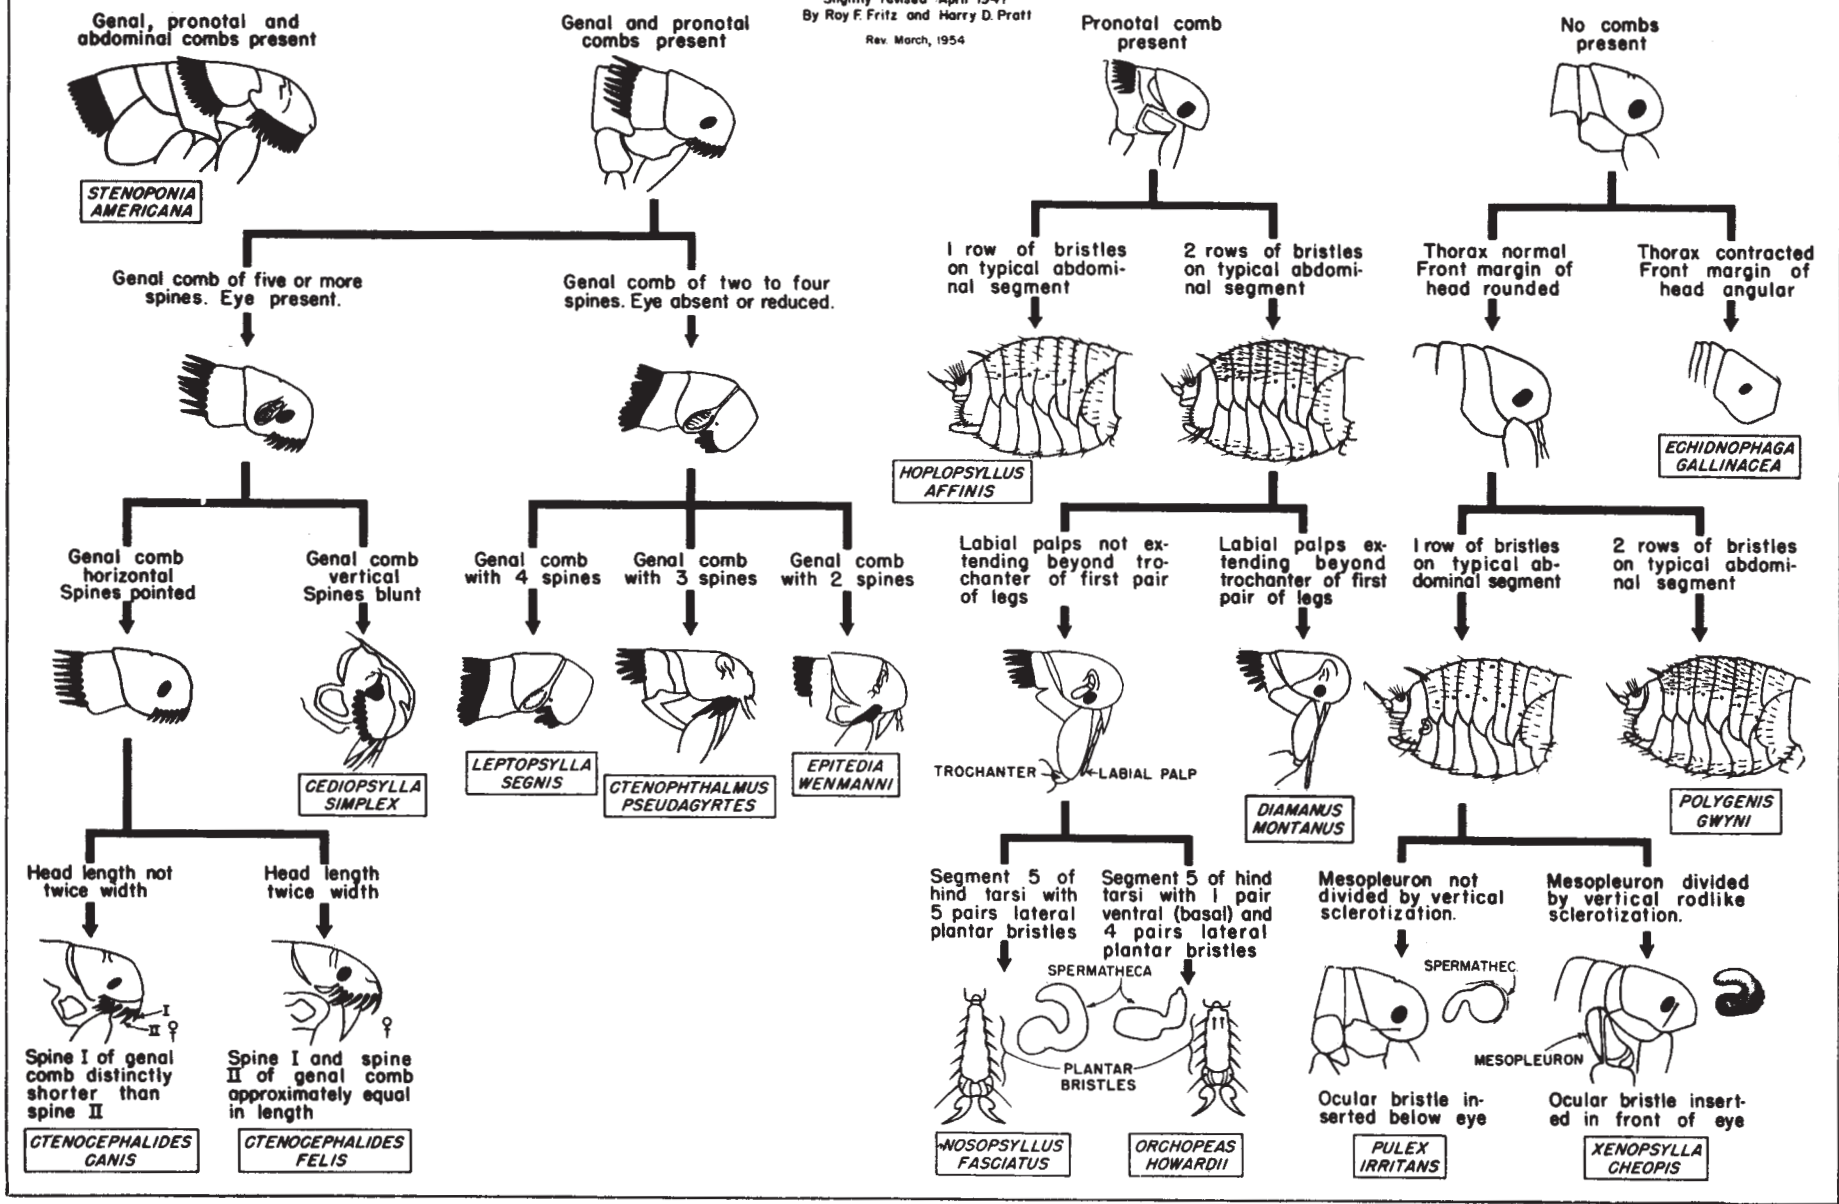 By Roy F. Fritz and Harry D. Pratt
Rev. March, 1954
Genal, pronotal and
abdominal combs present
Genal and pronotal
combs present
Pronotal comb
present
No combs
present
STENOPONIA
AMERICANA
Genal comb of five or more
spines. Eye present.
Genal comb of two to four
spines. Eye absent or reduced.
1 row of bristles
on typical abdomi-
nal segment
2 rows of bristles
on typical abdomi-
nal segment
Thorax normal
Front margin of
head rounded
Thorax contracted
Front margin of
head angular
HOPLOPSYLLUS
AFFINIS
ECHIDNOPHAGA
GALLINACEA
Genal comb
horizontal
Spines pointed
Genal comb
vertical
Spines blunt
Genal comb
with 4 spines
Genal comb
with 3 spines
Genal comb
with 2 spines
Labial palps not ex-
tending beyond tro-
chanter of first pair
of legs
Labial palps ex-
tending beyond
trochanter of first
pair of legs
1 row of bristles
on typical ab-
dominal segment
2 rows of bristles
on typical abdomi-
nal segment
TROCHANTER
LABIAL PALP
CEDIOPSYLLA
SIMPLEX
LEPTOPSYLLA
SEGNIS
CTENOPHTHALMUS
PSEUDAGYRTES
EPITEDIA
WENMANNI
DIAMANUS
MONTANUS
POLYGENIS
GWYNI
Head length not
twice width
Head length
twice width
Segment 5 of
hind tarsi with
5 pairs lateral
plantar bristles
Segment 5 of hind
tarsi with 1 pair
ventral (basal) and
4 pairs lateral
plantar bristles
Mesopleuron not
divided by vertical
sclerotization.
Mesopleuron divided
by vertical rodlike
sclerotization.
I
II ♀
♀
SPERMATHECA
PLANTAR
BRISTLES
SPERMATHEC
MESOPLEURON
Spine I of genal
comb distinctly
shorter than
spine II
Spine I and spine
II of genal comb
approximately equal
in length
Ocular bristle in-
serted below eye
Ocular bristle insert-
ed in front of eye
CTENOCEPHALIDES
CANIS
CTENOCEPHALIDES
FELIS
NOSOPSYLLUS
FASCIATUS
ORCHOPEAS
HOWARDII
PULEX
IRRITANS
XENOPSYLLA
CHEOPIS